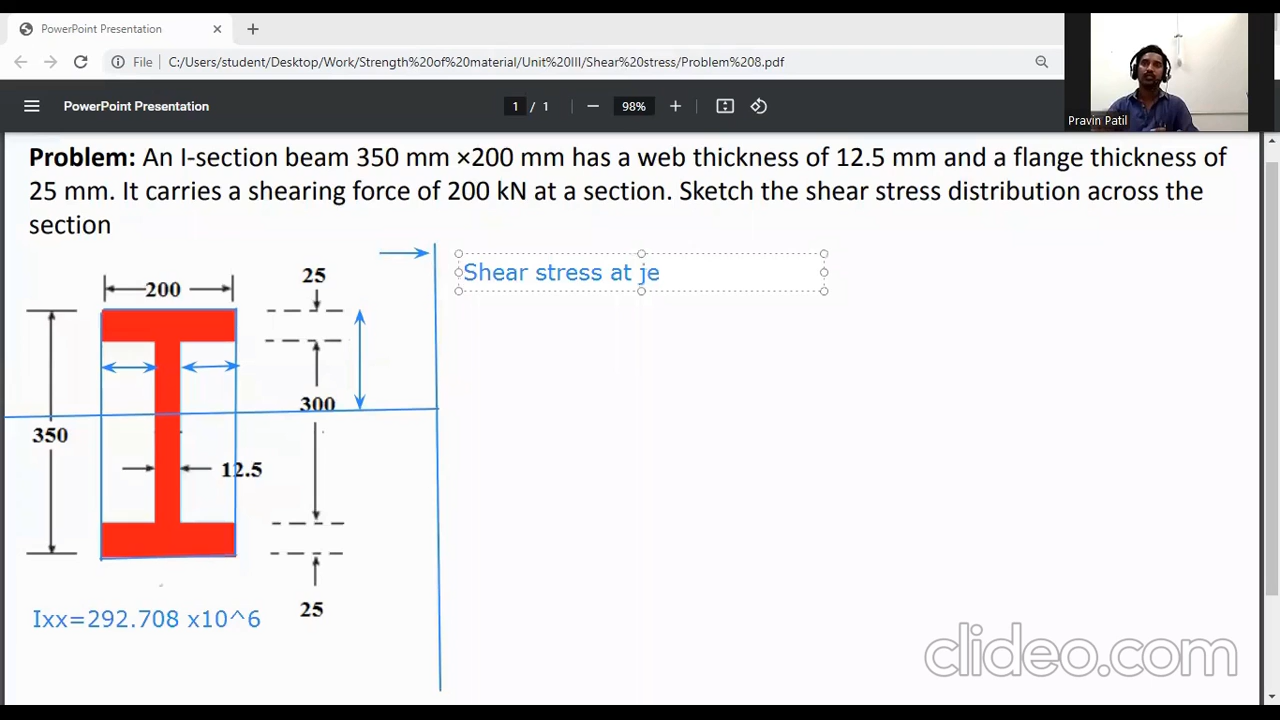 PowerPoint Presentation
File C:/Users/student/Desktop/Work/Strength%20of%20material/Unit%20III/Shear%20stress/Problem%208.pdf
PowerPoint Presentation
1 / 1
98%
Pravin Patil
Problem: An I-section beam 350 mm ×200 mm has a web thickness of 12.5 mm and a flange thickness of
25 mm. It carries a shearing force of 200 kN at a section. Sketch the shear stress distribution across the
section
Shear stress at je
25
200
300
350
12.5
25
Ixx=292.708 x10^6
clideo.com